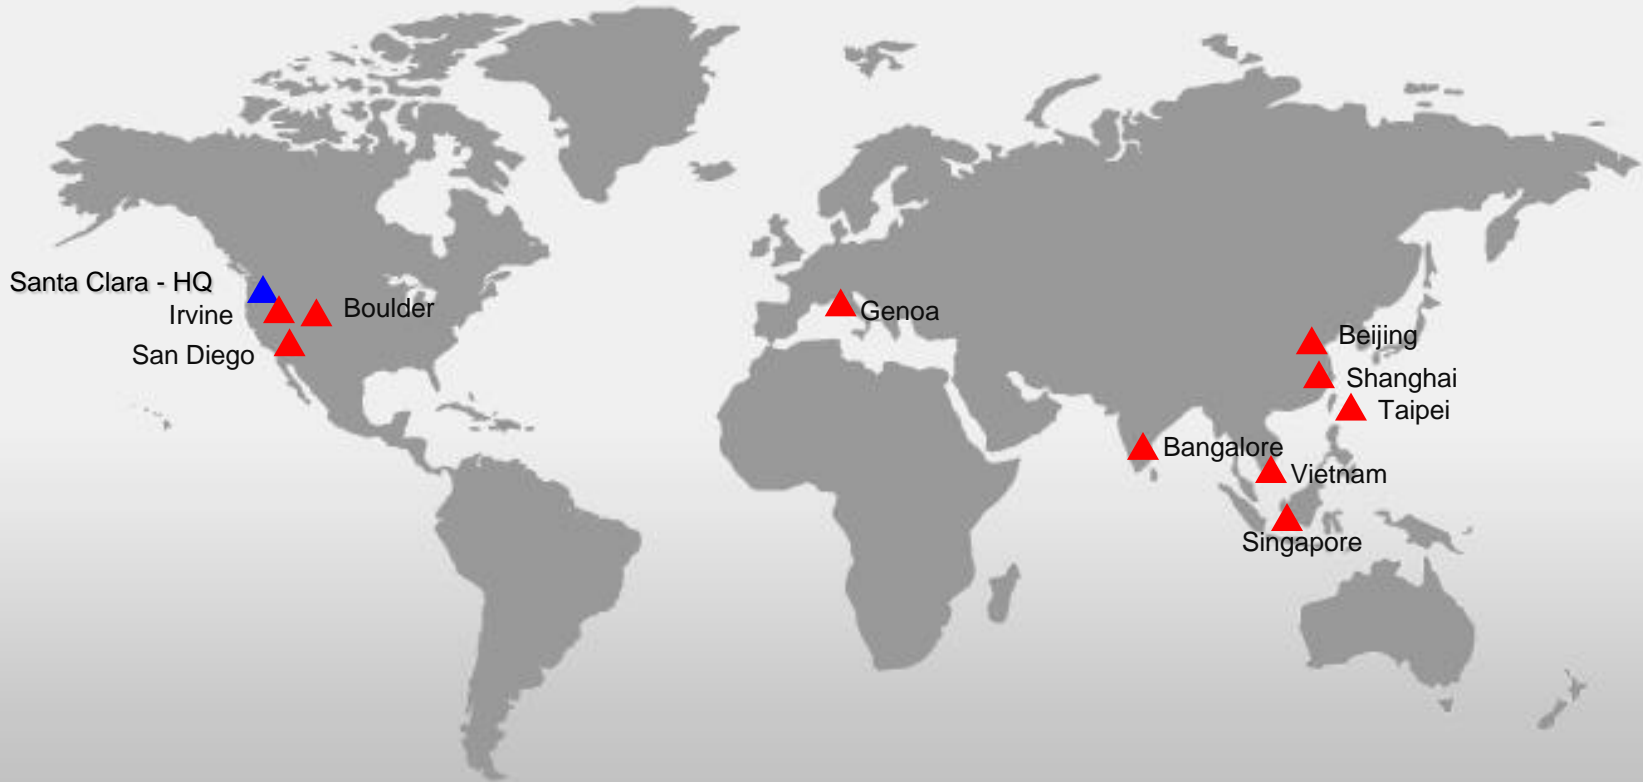 Santa Clara - HQ
Irvine
Boulder
San Diego
Genoa
Beijing
Shanghai
Taipei
Bangalore
Vietnam
Singapore